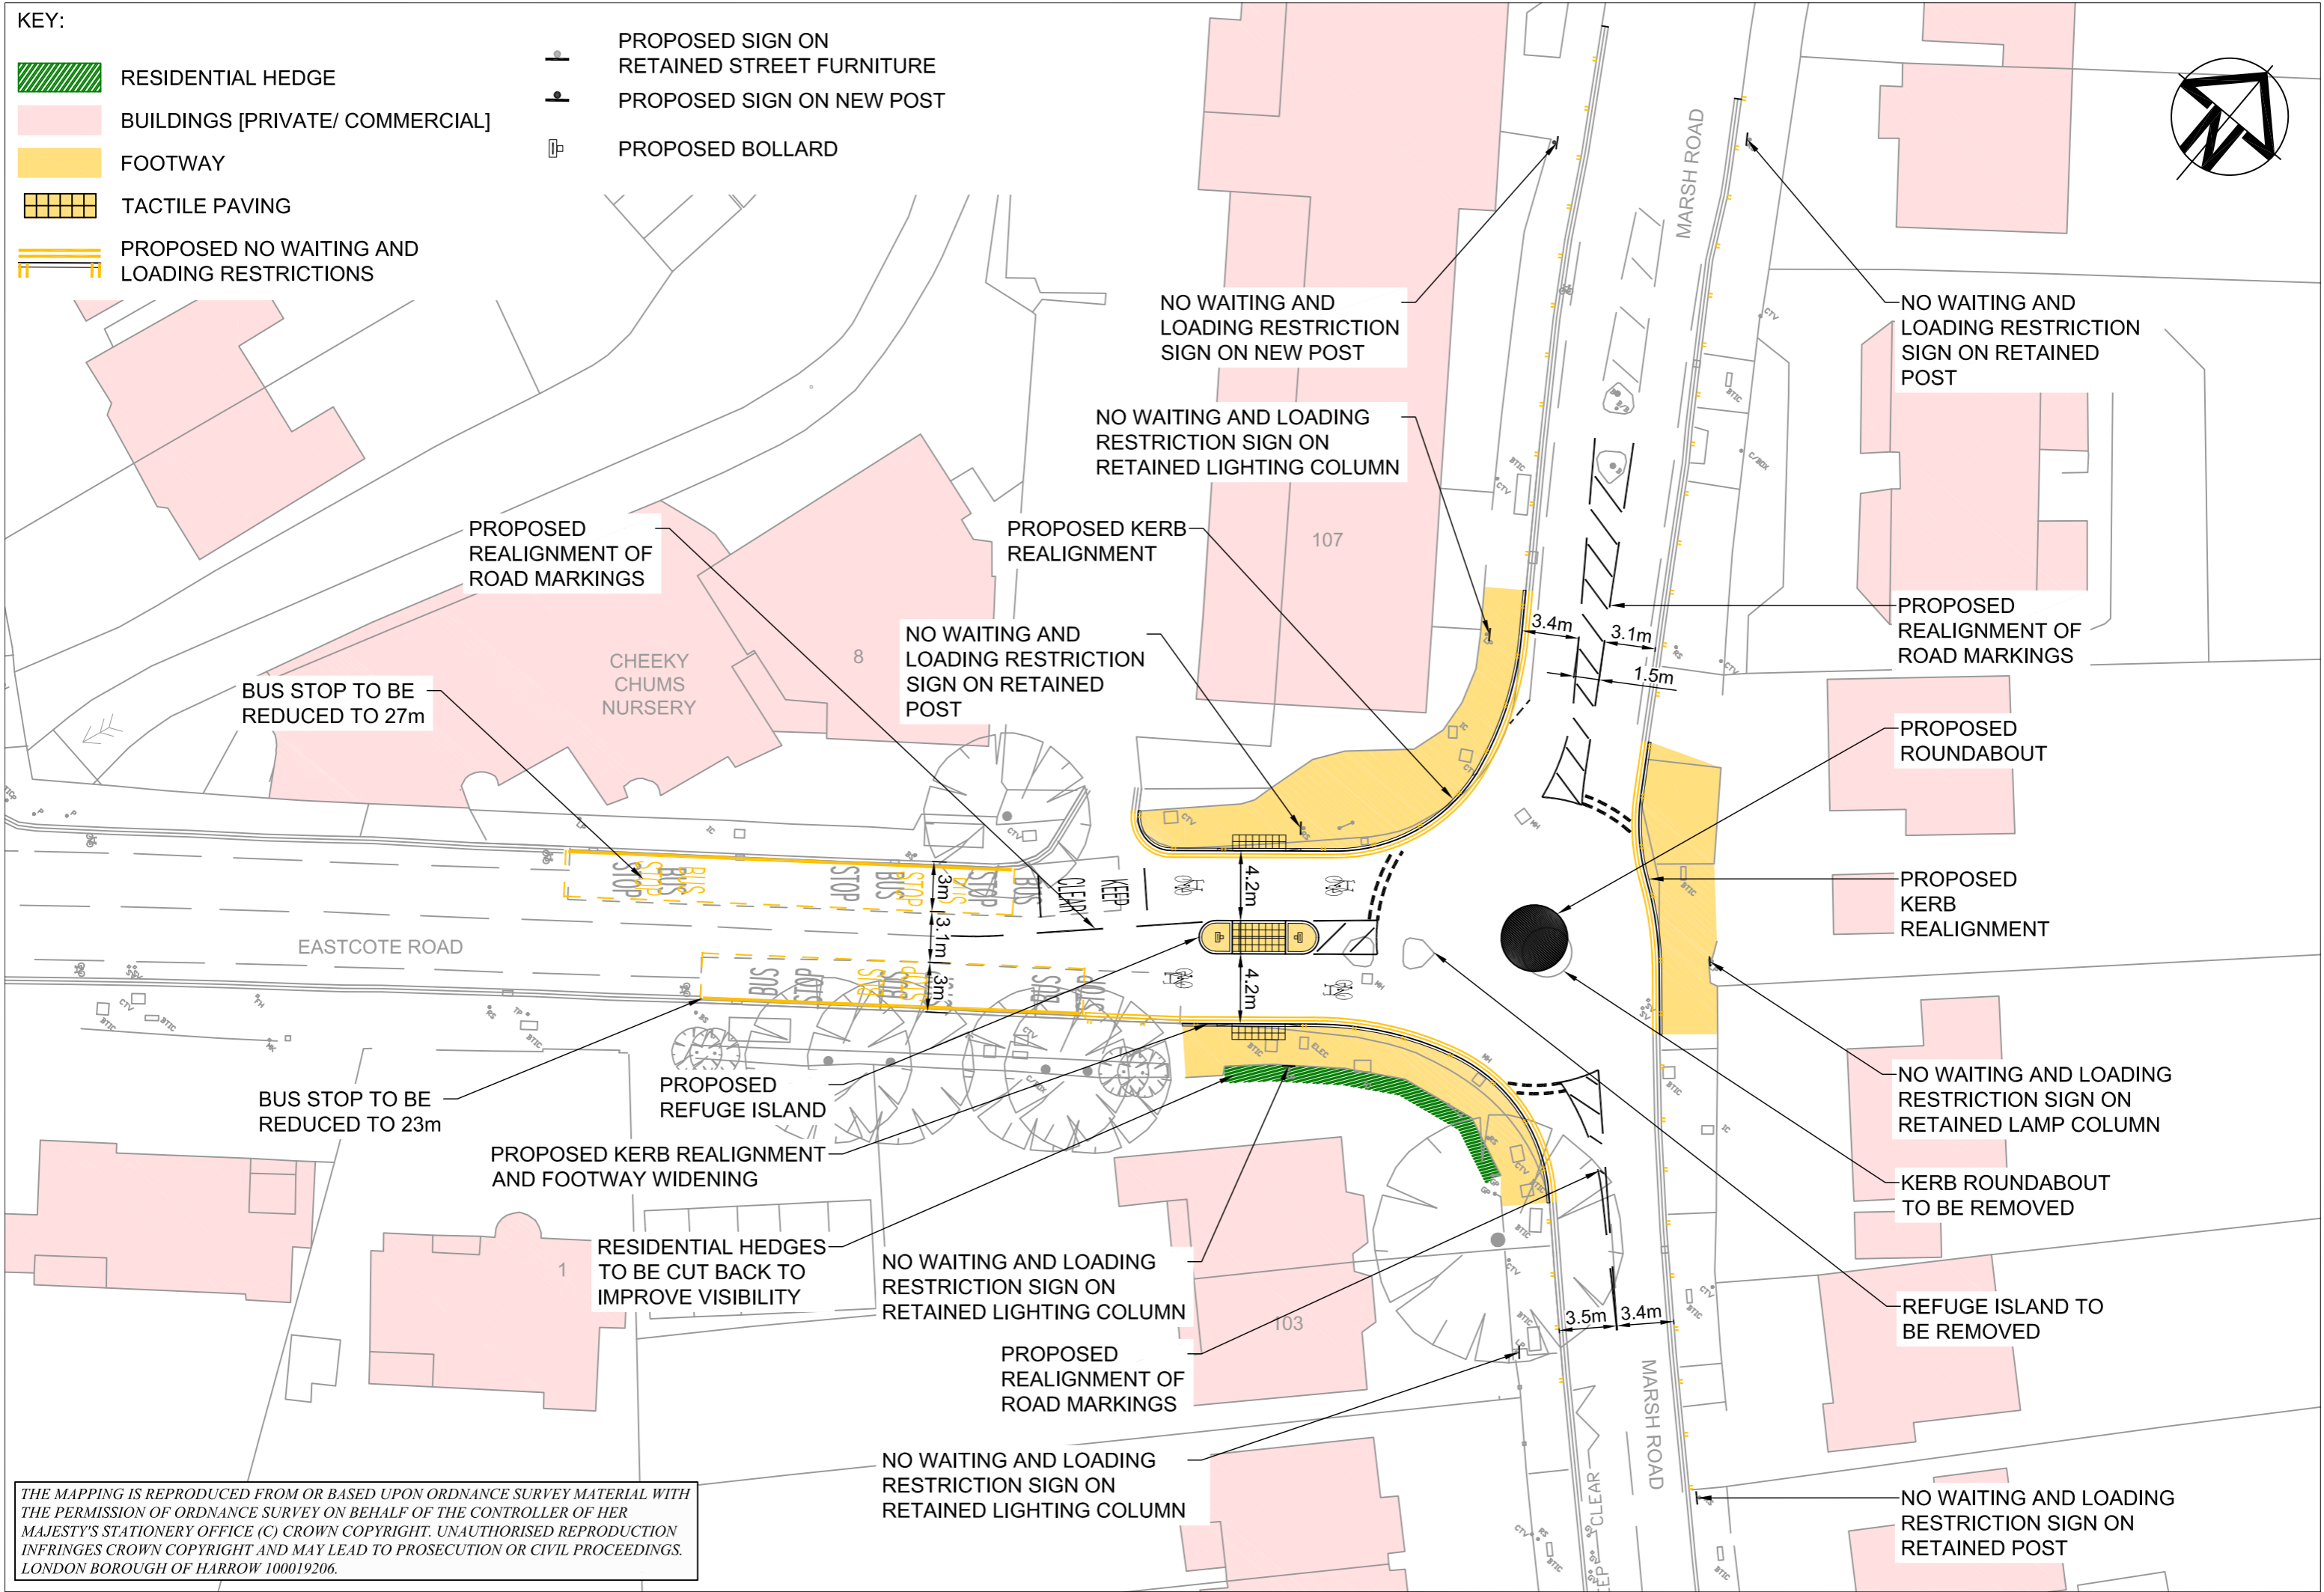 KEY:
RESIDENTIAL HEDGE
BUILDINGS [PRIVATE/ COMMERCIAL]
FOOTWAY
TACTILE PAVING
PROPOSED NO WAITING AND
LOADING RESTRICTIONS
PROPOSED SIGN ON
RETAINED STREET FURNITURE
PROPOSED SIGN ON NEW POST
PROPOSED BOLLARD
N
MARSH ROAD
NO WAITING AND
LOADING RESTRICTION
SIGN ON NEW POST
NO WAITING AND
LOADING RESTRICTION
SIGN ON RETAINED
POST
NO WAITING AND LOADING
RESTRICTION SIGN ON
RETAINED LIGHTING COLUMN
PROPOSED
REALIGNMENT OF
ROAD MARKINGS
PROPOSED KERB
REALIGNMENT
107
NO WAITING AND
LOADING RESTRICTION
SIGN ON RETAINED
POST
CHEEKY
CHUMS
NURSERY
8
BUS STOP TO BE
REDUCED TO 27m
3.4m
3.1m
1.5m
PROPOSED
REALIGNMENT OF
ROAD MARKINGS
PROPOSED
ROUNDABOUT
PROPOSED
KERB
REALIGNMENT
BUS
STOP
BUS
STOP
STOP
BUS
STOP
BUS
STOP
BUS
KEEP
CLEAR
3m
3.1m
3m
4.2m
4.2m
EASTCOTE ROAD
BUS
STOP
BUS STOP TO BE
REDUCED TO 23m
PROPOSED
REFUGE ISLAND
PROPOSED KERB REALIGNMENT
AND FOOTWAY WIDENING
RESIDENTIAL HEDGES
TO BE CUT BACK TO
IMPROVE VISIBILITY
1
NO WAITING AND LOADING
RESTRICTION SIGN ON
RETAINED LIGHTING COLUMN
103
PROPOSED
REALIGNMENT OF
ROAD MARKINGS
NO WAITING AND LOADING
RESTRICTION SIGN ON
RETAINED LIGHTING COLUMN
3.5m
3.4m
MARSH ROAD
CLEAR
NO WAITING AND LOADING
RESTRICTION SIGN ON
RETAINED LAMP COLUMN
KERB ROUNDABOUT
TO BE REMOVED
REFUGE ISLAND TO
BE REMOVED
NO WAITING AND LOADING
RESTRICTION SIGN ON
RETAINED POST
THE MAPPING IS REPRODUCED FROM OR BASED UPON ORDNANCE SURVEY MATERIAL WITH
THE PERMISSION OF ORDNANCE SURVEY ON BEHALF OF THE CONTROLLER OF HER
MAJESTY'S STATIONERY OFFICE (C) CROWN COPYRIGHT. UNAUTHORISED REPRODUCTION
INFRINGES CROWN COPYRIGHT AND MAY LEAD TO PROSECUTION OR CIVIL PROCEEDINGS.
LONDON BOROUGH OF HARROW 100019206.